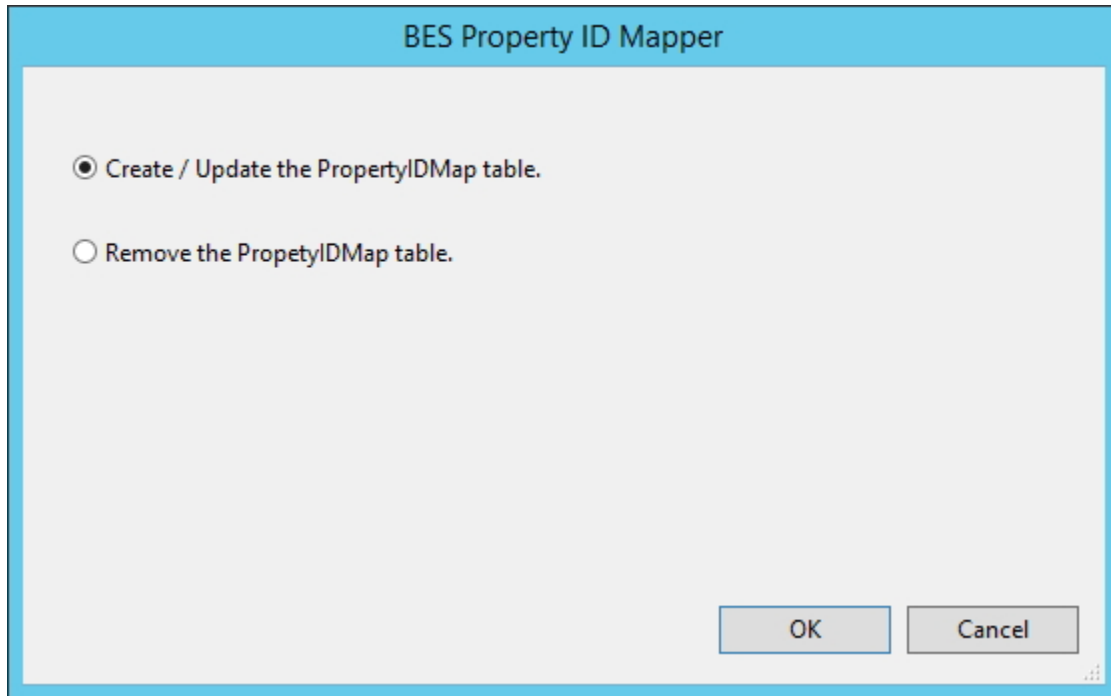 BES Property ID Mapper
Create / Update the PropertyIDMap table.
Remove the PropetyIDMap table.
OK
Cancel